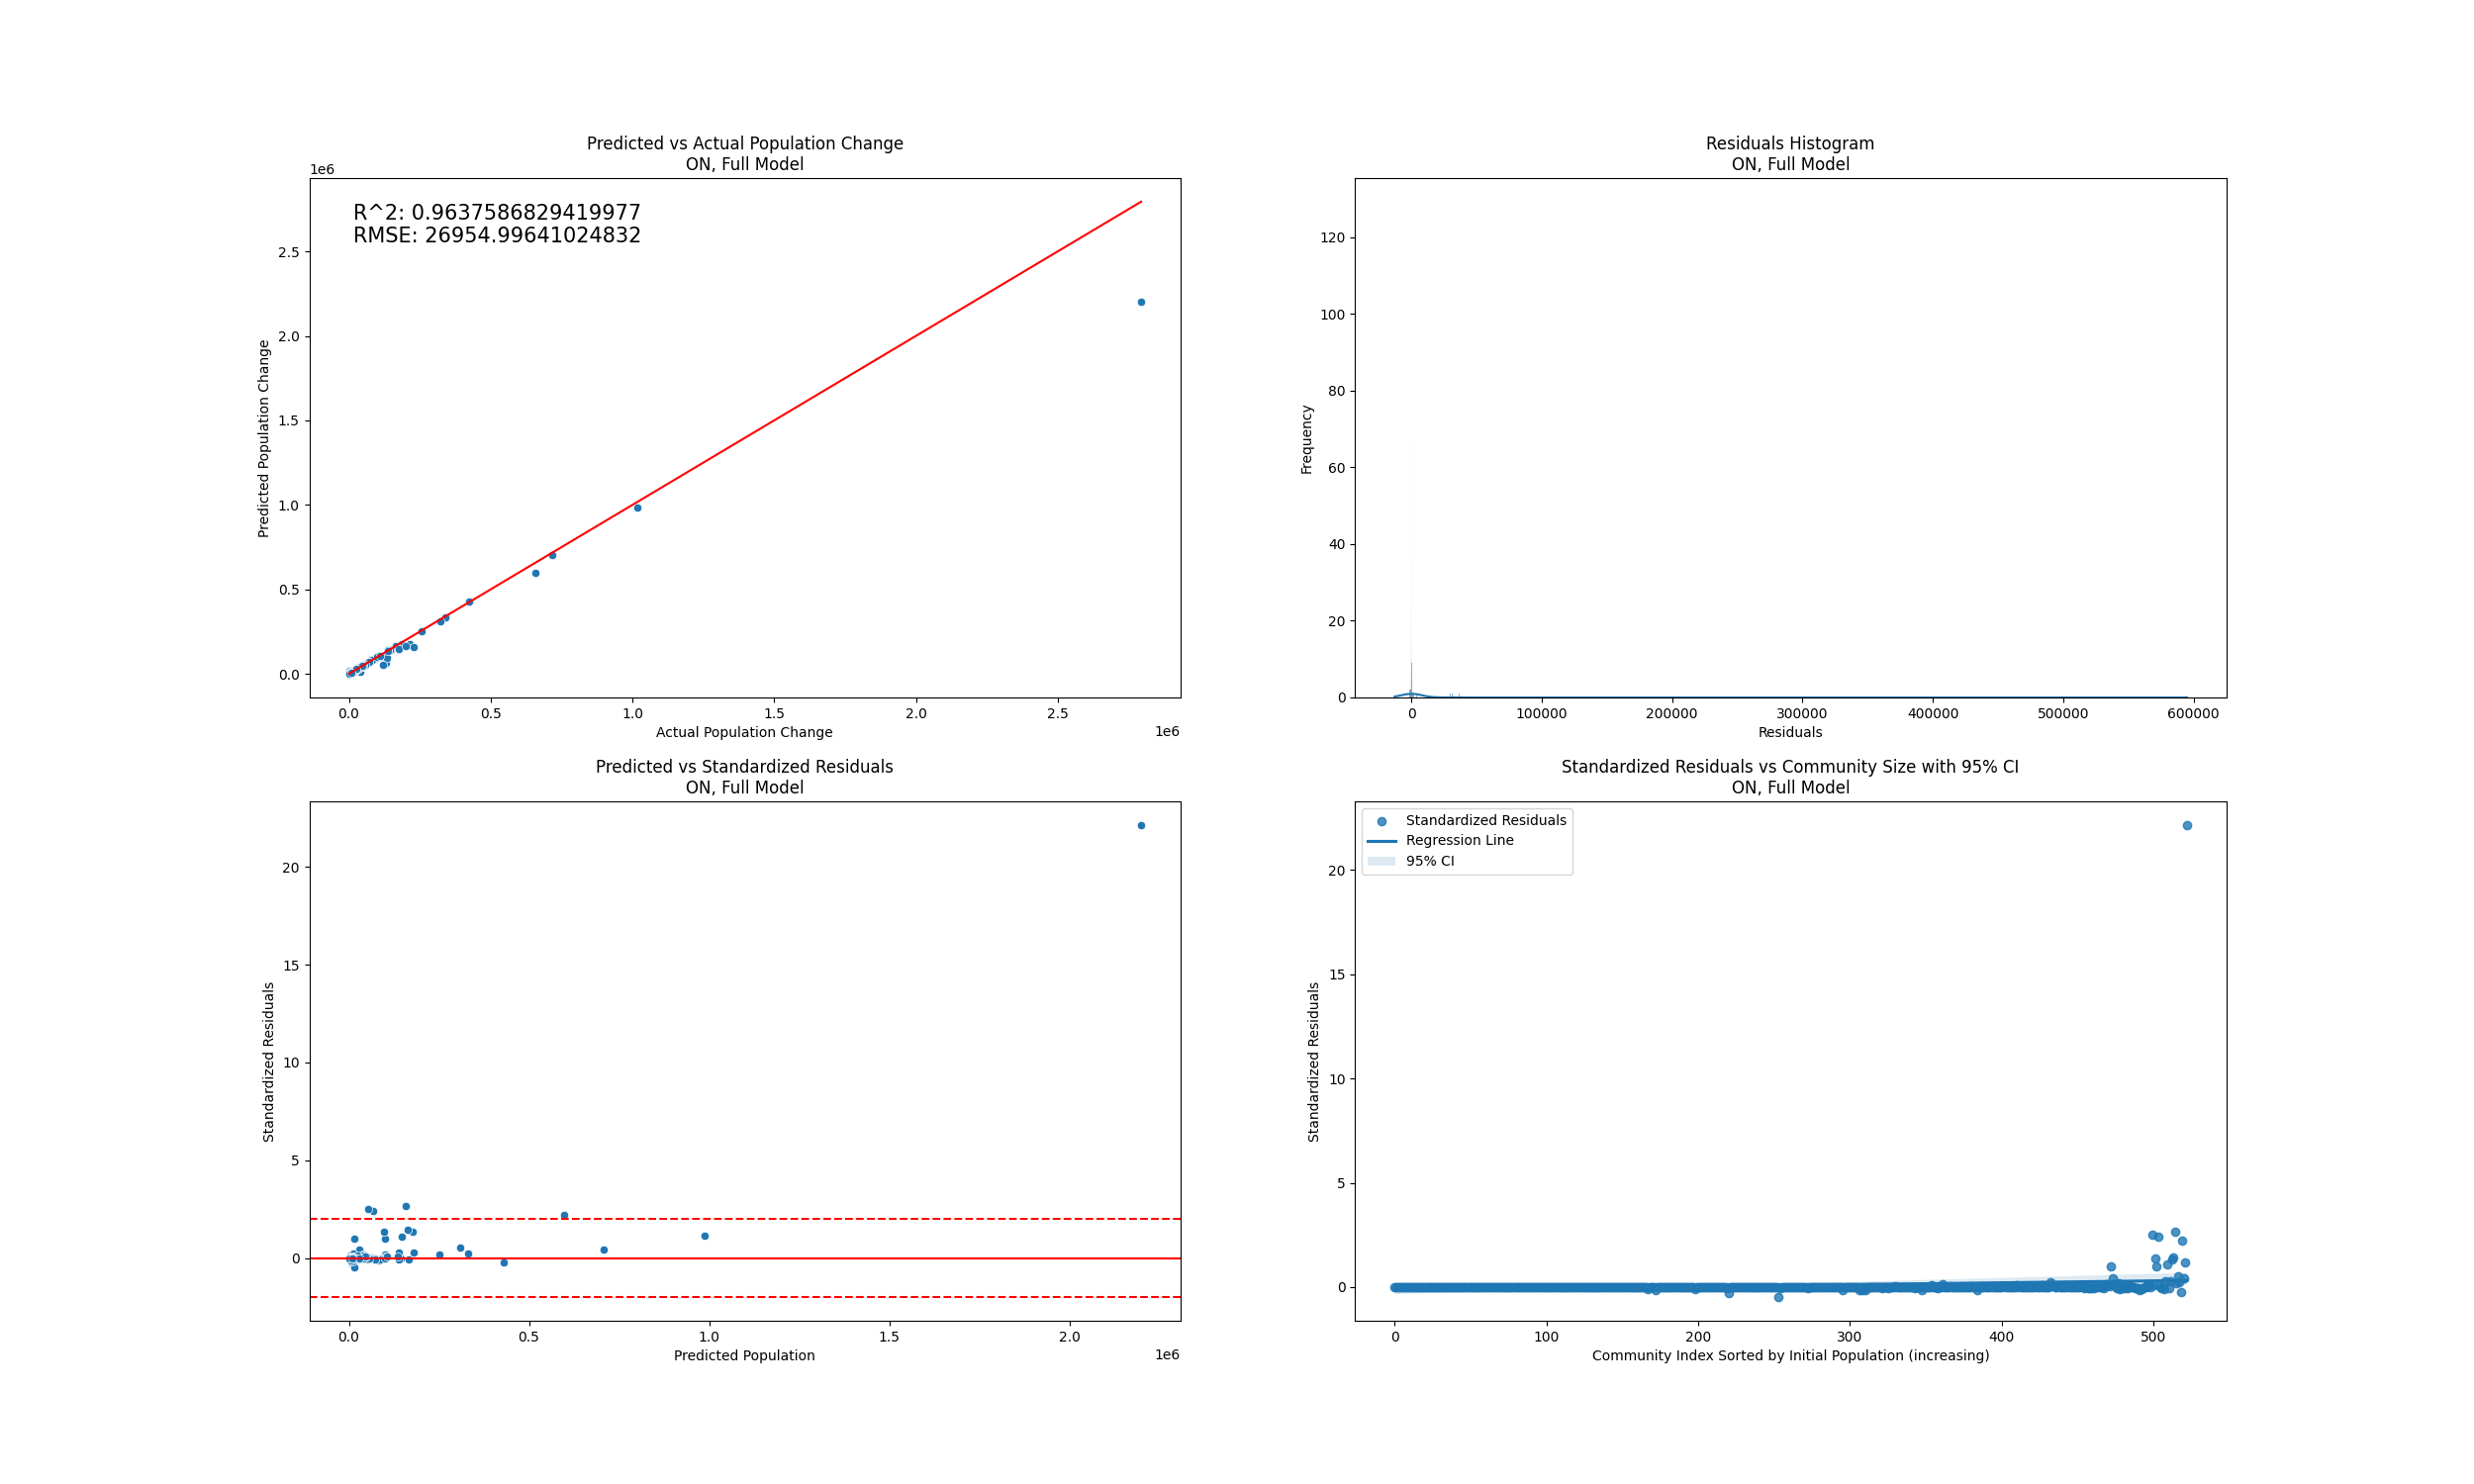 Predicted vs Actual Population Change
ON, Full Model
1e6
R^2: 0.9637586829419977
RMSE: 26954.99641024832
2.5
2.0
1.5
1.0
0.5
0.0
Predicted Population Change
0.0 0.5 1.0 1.5 2.0 2.5
Actual Population Change
1e6
Residuals Histogram
ON, Full Model
120
100
80
60
40
20
0
Frequency
0 100000 200000 300000 400000 500000 600000
Residuals
Predicted vs Standardized Residuals
ON, Full Model
20
15
10
5
0
Standardized Residuals
0.0 0.5 1.0 1.5 2.0
Predicted Population
1e6
Standardized Residuals vs Community Size with 95% CI
ON, Full Model
Standardized Residuals
Regression Line
95% CI
20
15
10
5
0
Standardized Residuals
0 100 200 300 400 500
Community Index Sorted by Initial Population (increasing)